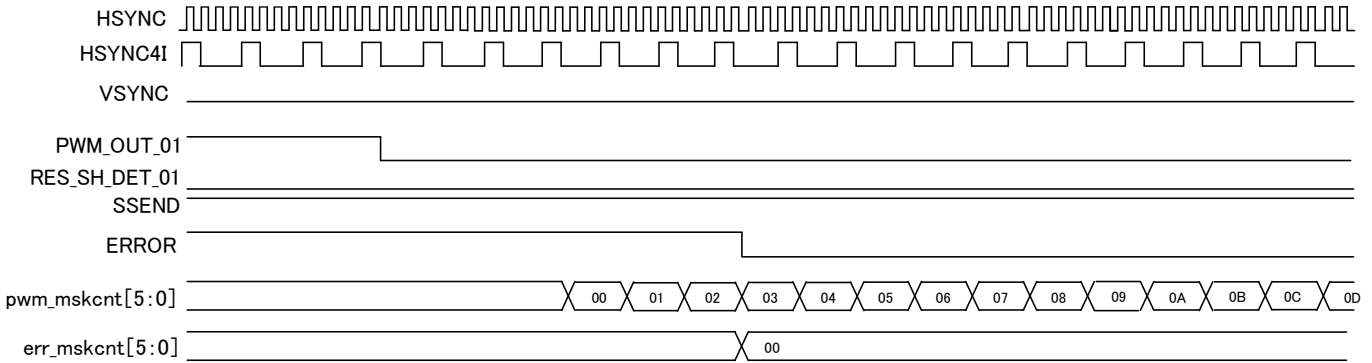 HSYNC
HSYNC4I
VSYNC
PWM_OUT_01
RES_SH_DET_01
SSEND
ERROR
pwm_mskcnt[5:0] 00 01 02 03 04 05 06 07 08 09 0A 0B 0C 0D
err_mskcnt[5:0] 00